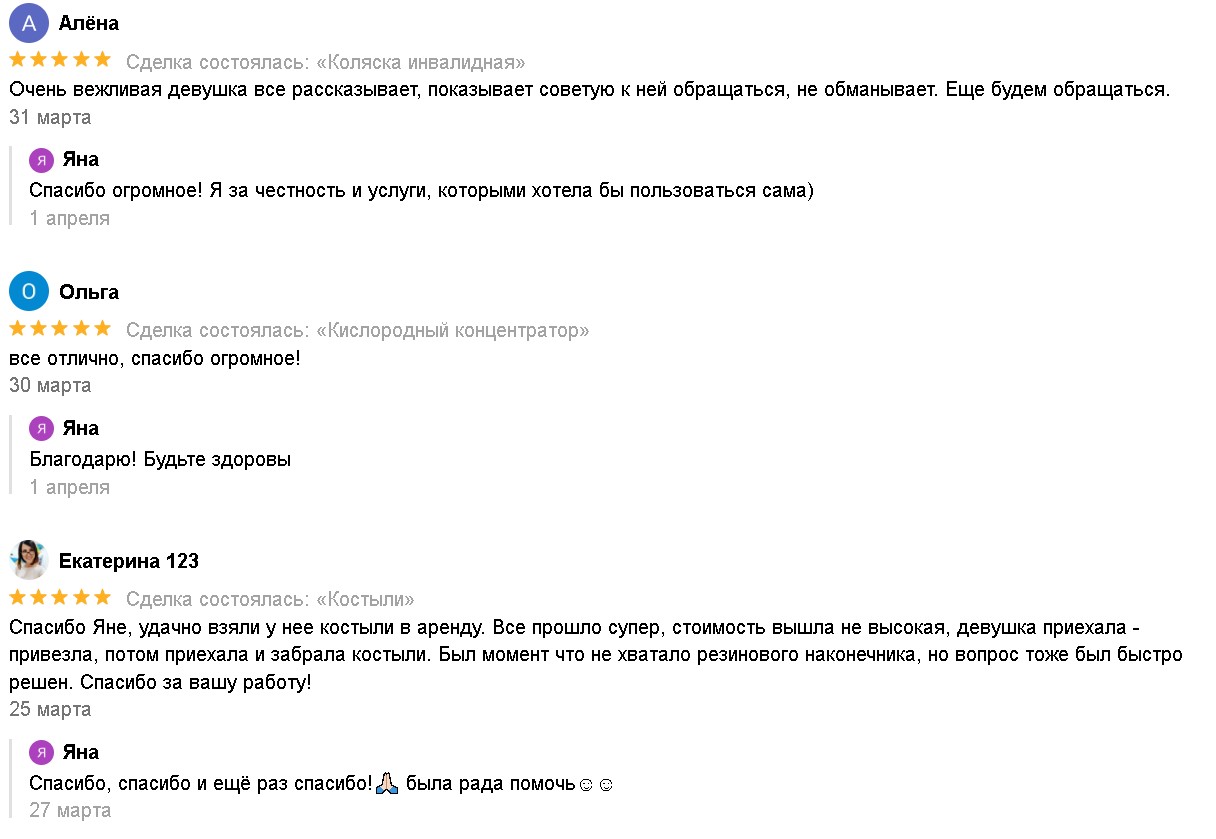 А Алёна
Сделка состоялась: «Коляска инвалидная»
Очень вежливая девушка все рассказывает, показывает советую к ней обращаться, не обманывает. Еще будем обращаться.
31 марта
Я Яна
Спасибо огромное! Я за честность и услуги, которыми хотела бы пользоваться сама)
1 апреля
О Ольга
Сделка состоялась: «Кислородный концентратор»
все отлично, спасибо огромное!
30 марта
Я Яна
Благодарю! Будьте здоровы
1 апреля
Екатерина 123
Сделка состоялась: «Костыли»
Спасибо Яне, удачно взяли у нее костыли в аренду. Все прошло супер, стоимость вышла не высокая, девушка приехала -
привезла, потом приехала и забрала костыли. Был момент что не хватало резинового наконечника, но вопрос тоже был быстро
решен. Спасибо за вашу работу!
25 марта
Я Яна
Спасибо, спасибо и ещё раз спасибо!🙏🏻 была рада помочь☺☺
27 марта